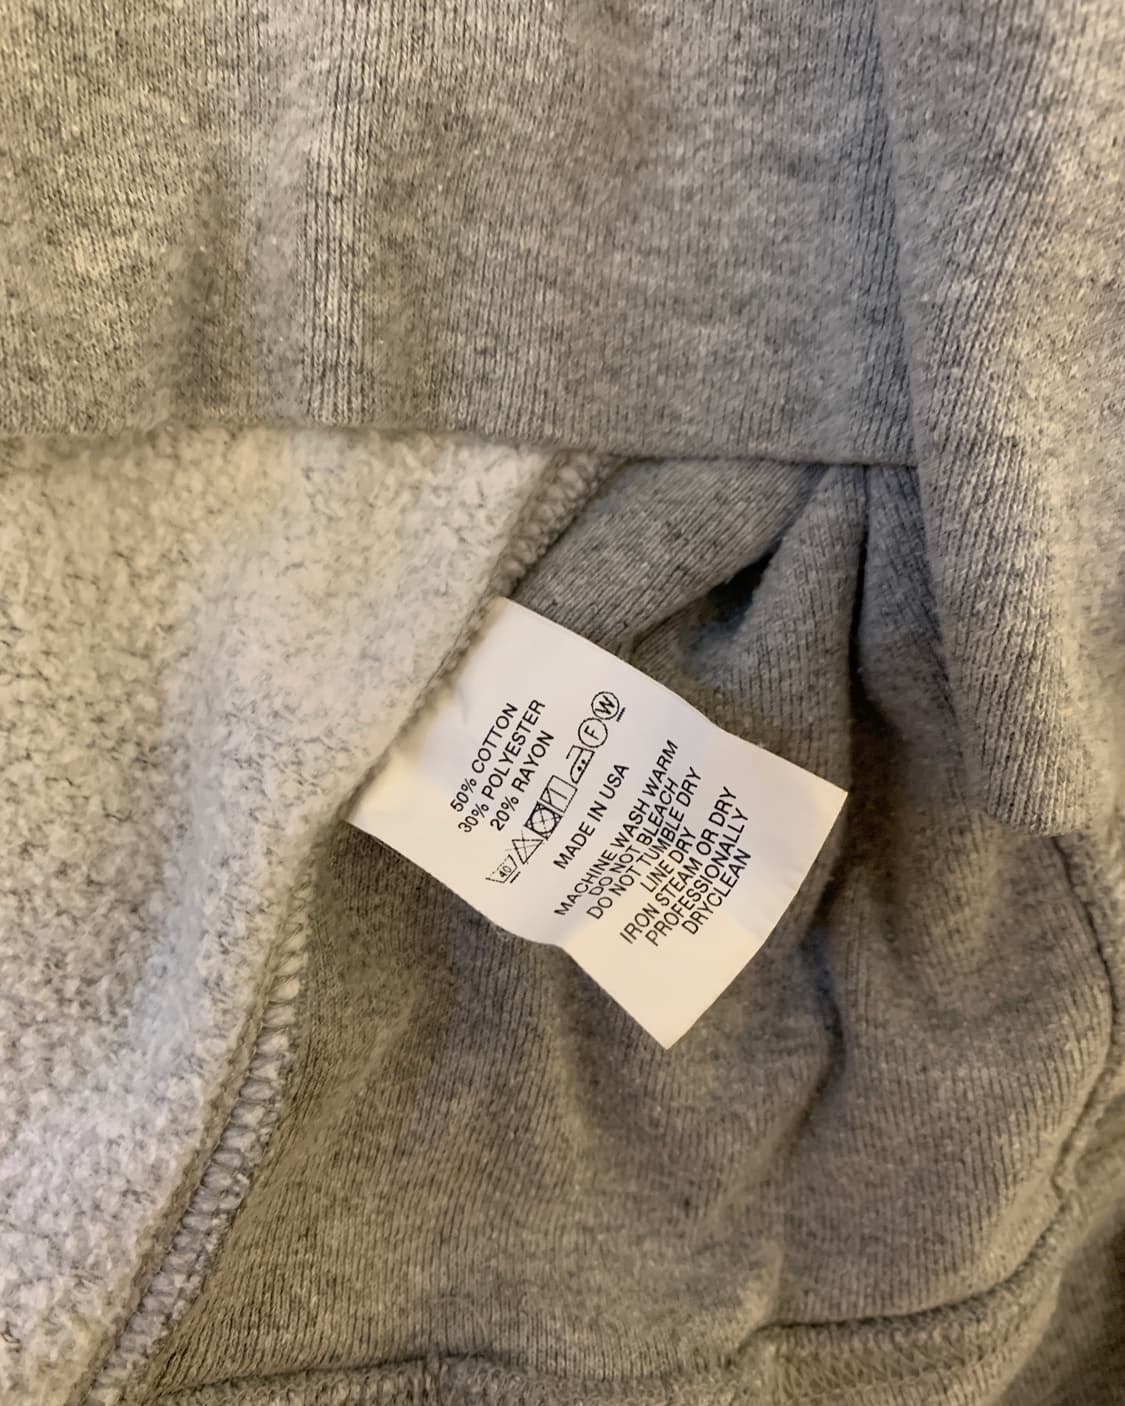 50% COTTON
30% POLYESTER
20% RAYON
40 F W
MADE IN USA
MACHINE WASH WARM
DO NOT BLEACH
DO NOT TUMBLE DRY
LINE DRY
IRON STEAM OR DRY
PROFESSIONALLY
DRYCLEAN